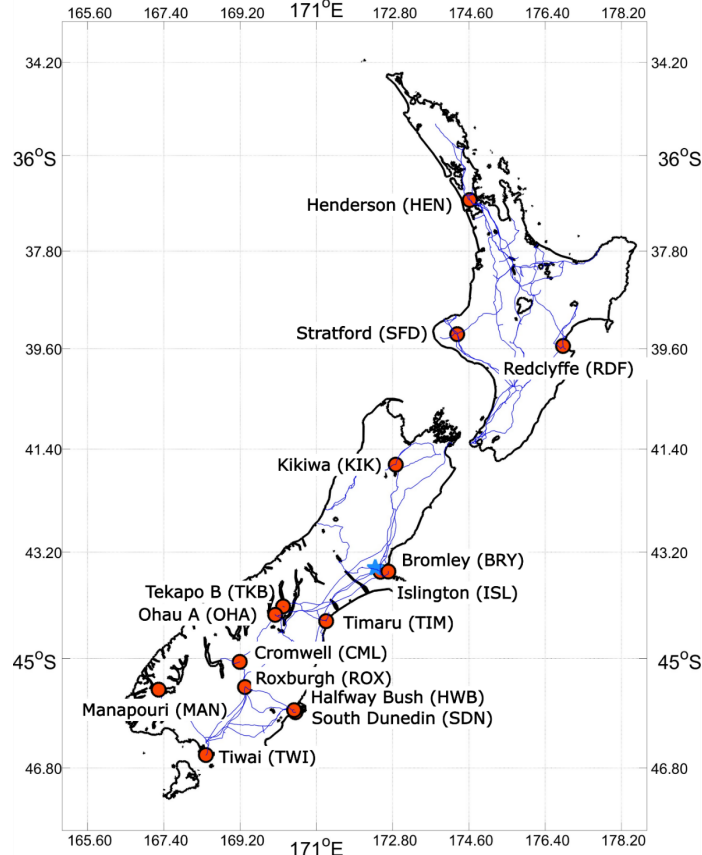 165.60 167.40 169.20 171°E 172.80 174.60 176.40 178.20
34.20 34.20
36°S 36°S
Henderson (HEN)
37.80 37.80
Stratford (SFD)
39.60 39.60
Redclyffe (RDF)
41.40 41.40
Kikiwa (KIK)
43.20 43.20
Bromley (BRY)
Islington (ISL)
Tekapo B (TKB)
Ohau A (OHA)
Timaru (TIM)
Cromwell (CML)
45°S 45°S
Roxburgh (ROX)
Halfway Bush (HWB)
Manapouri (MAN)
South Dunedin (SDN)
Tiwai (TWI)
46.80 46.80
165.60 167.40 169.20 171°E 172.80 174.60 176.40 178.20